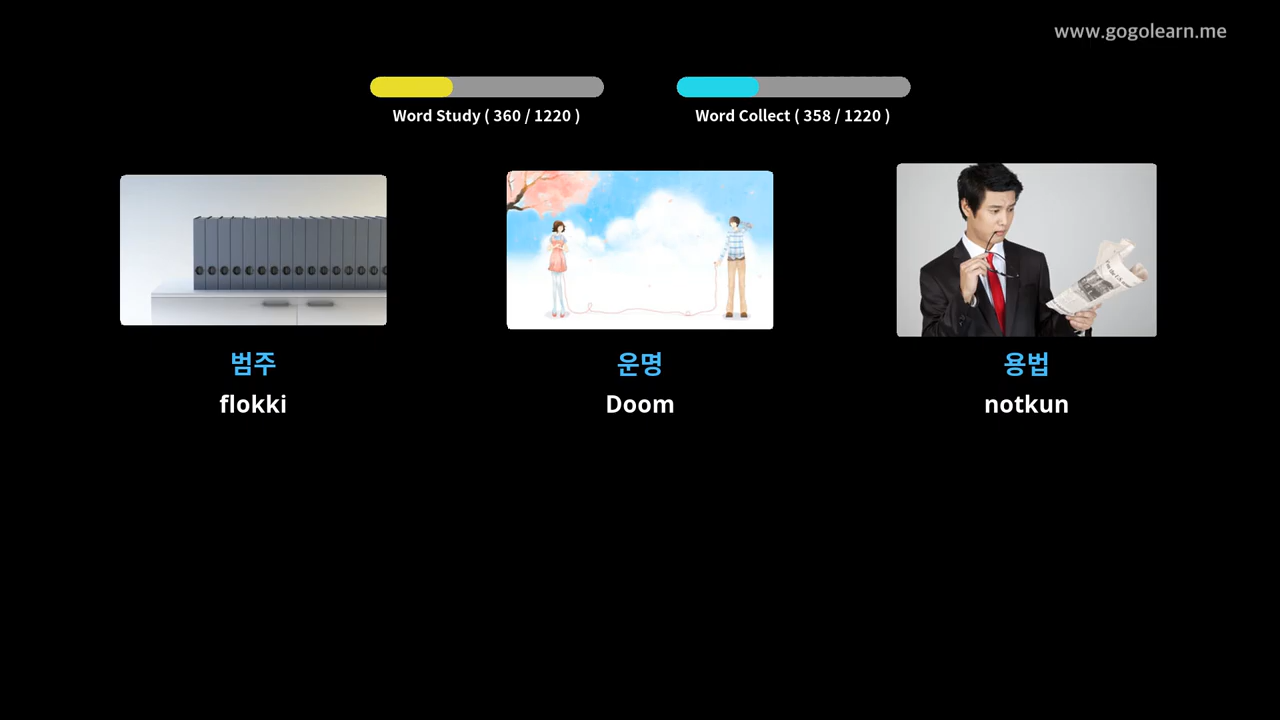 www.gogolearn.me
Word Study ( 360 / 1220 )
Word Collect ( 358 / 1220 )
범주
운명
용법
flokki
Doom
notkun